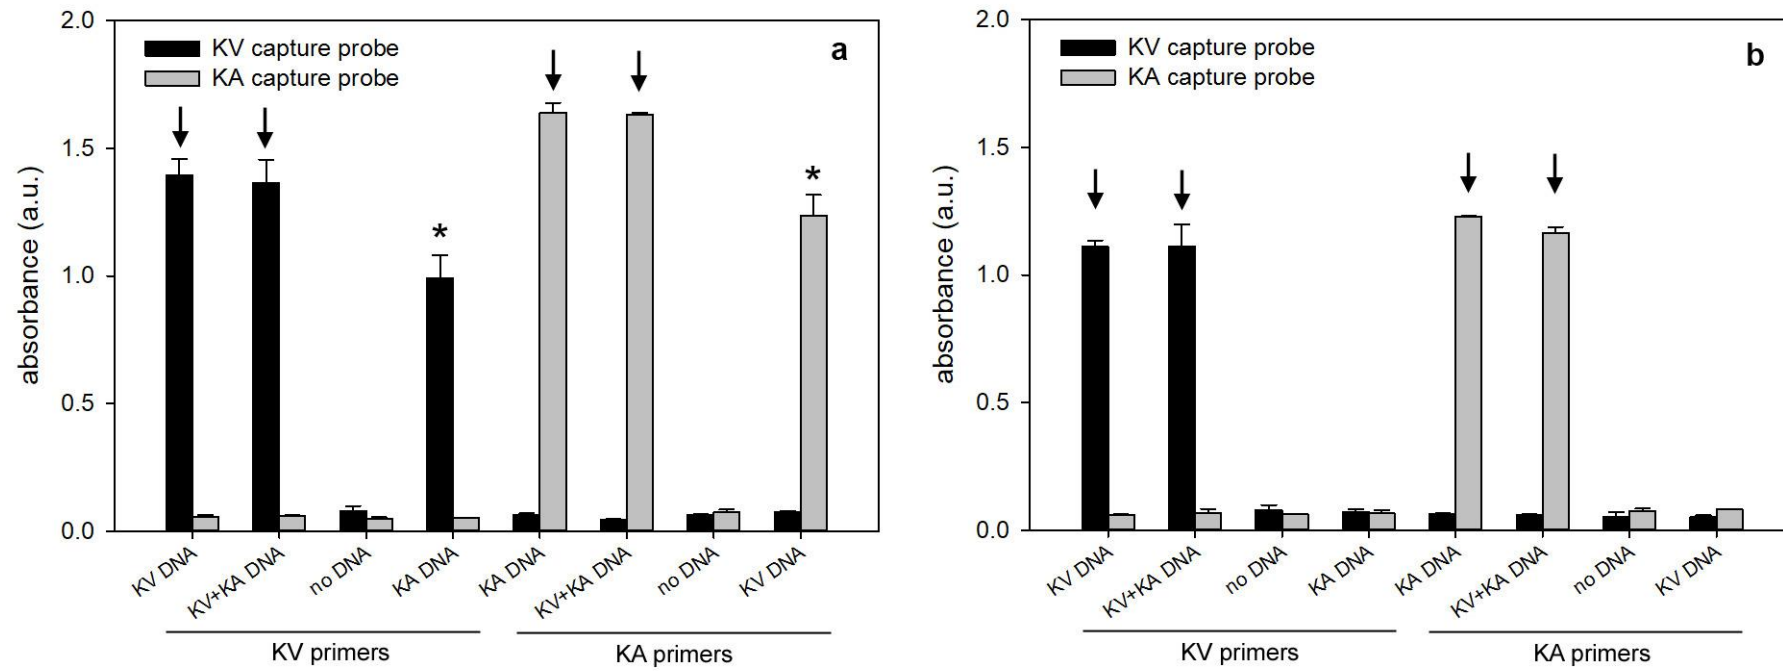 a
KV capture probe
KA capture probe
absorbance (a.u.)
2.0
1.5
1.0
0.5
0.0
*
*
KV DNA
KV+KA DNA
no DNA
KA DNA
KA DNA
KV+KA DNA
no DNA
KV DNA
KV primers
KA primers
b
KV capture probe
KA capture probe
absorbance (a.u.)
2.0
1.5
1.0
0.5
0.0
KV DNA
KV+KA DNA
no DNA
KA DNA
KA DNA
KV+KA DNA
no DNA
KV DNA
KV primers
KA primers